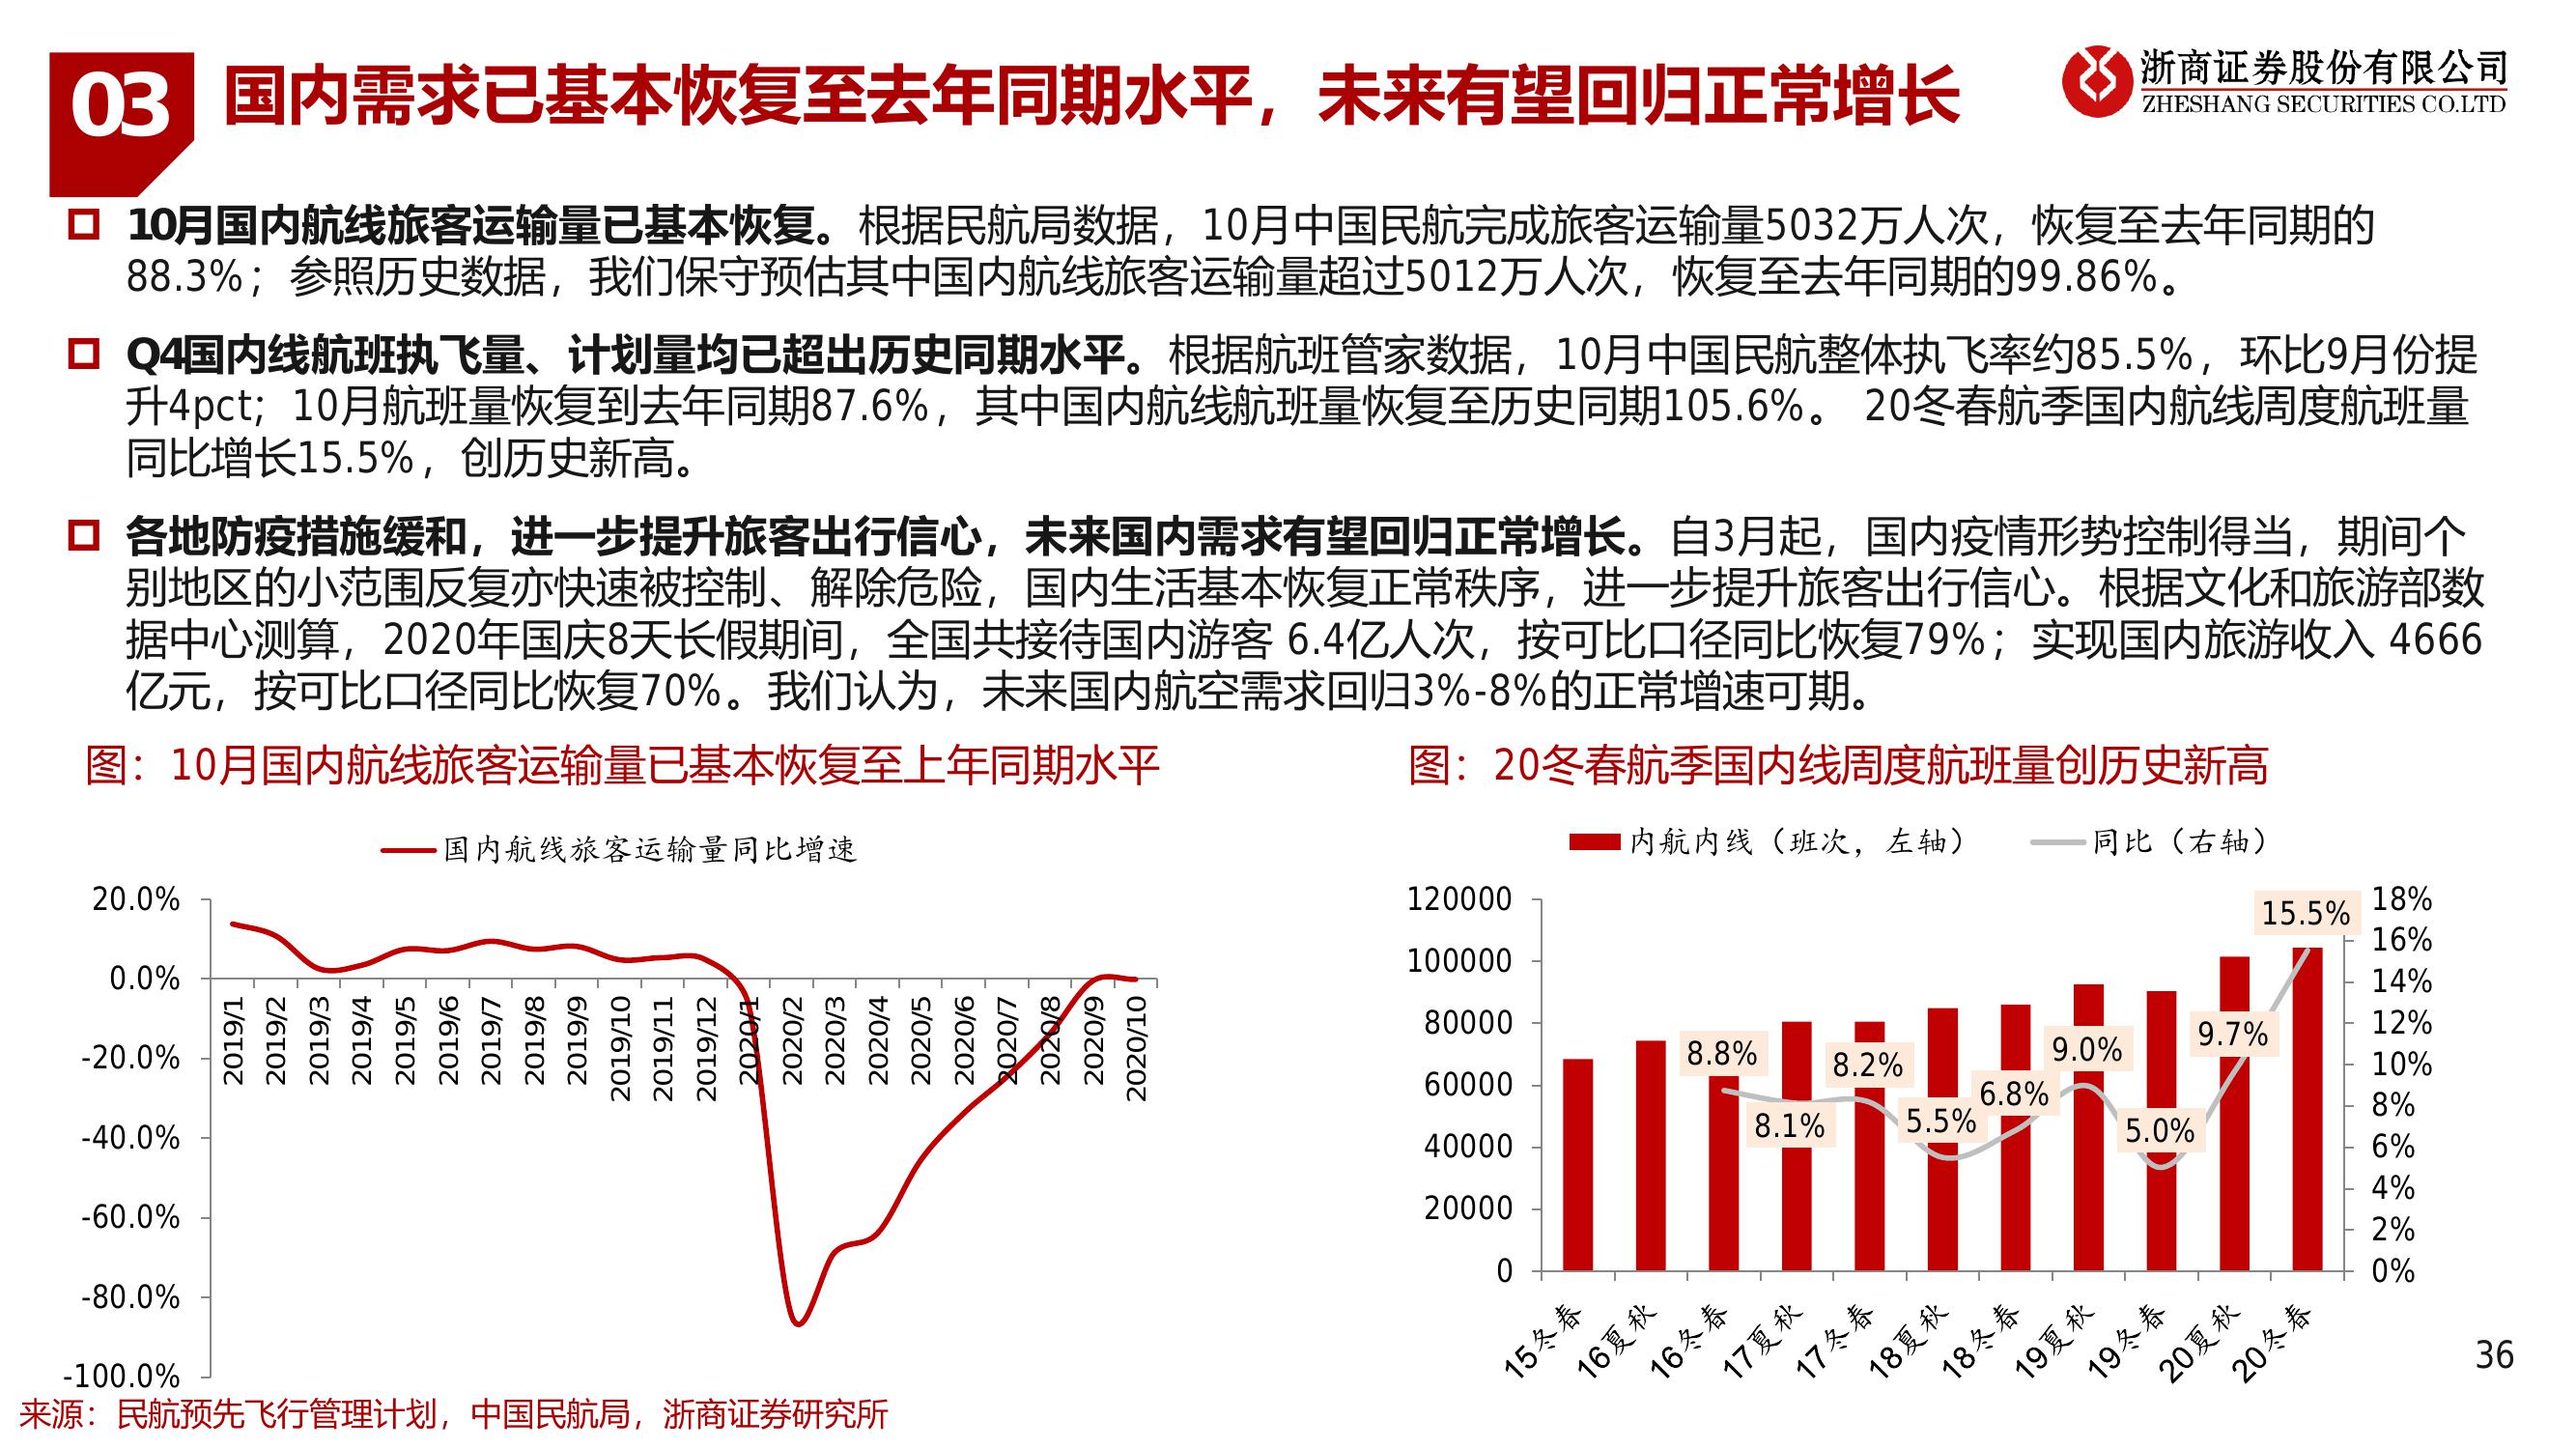 03
国内需求已基本恢复至去年同期水平，未来有望回归正常增长
浙商证券股份有限公司
ZHESHANG SECURITIES CO.LTD
10月国内航线旅客运输量已基本恢复。根据民航局数据，10月中国民航完成旅客运输量5032万人次，恢复至去年同期的
88.3%；参照历史数据，我们保守预估其中国内航线旅客运输量超过5012万人次，恢复至去年同期的99.86%。
Q4国内线航班执飞量、计划量均已超出历史同期水平。根据航班管家数据，10月中国民航整体执飞率约85.5%，环比9月份提
升4pct；10月航班量恢复到去年同期87.6%，其中国内航线航班量恢复至历史同期105.6%。 20冬春航季国内航线周度航班量
同比增长15.5%，创历史新高。
各地防疫措施缓和，进一步提升旅客出行信心，未来国内需求有望回归正常增长。自3月起，国内疫情形势控制得当，期间个
别地区的小范围反复亦快速被控制、解除危险，国内生活基本恢复正常秩序，进一步提升旅客出行信心。根据文化和旅游部数
据中心测算，2020年国庆8天长假期间，全国共接待国内游客 6.4亿人次，按可比口径同比恢复79%；实现国内旅游收入 4666
亿元，按可比口径同比恢复70%。我们认为，未来国内航空需求回归3%-8%的正常增速可期。
图：10月国内航线旅客运输量已基本恢复至上年同期水平
国内航线旅客运输量同比增速
20.0%
0.0%
-20.0%
-40.0%
-60.0%
-80.0%
-100.0%
2019/1
2019/2
2019/3
2019/4
2019/5
2019/6
2019/7
2019/8
2019/9
2019/10
2019/11
2019/12
2020/1
2020/2
2020/3
2020/4
2020/5
2020/6
2020/7
2020/8
2020/9
2020/10
图：20冬春航季国内线周度航班量创历史新高
内航内线（班次，左轴）
同比（右轴）
120000
100000
80000
60000
40000
20000
0
8.8%
8.1%
8.2%
5.5%
6.8%
9.0%
5.0%
9.7%
15.5%
18%
16%
14%
12%
10%
8%
6%
4%
2%
0%
15冬春
16夏秋
16冬春
17夏秋
17冬春
18夏秋
18冬春
19夏秋
19冬春
20夏秋
20冬春
36
来源：民航预先飞行管理计划，中国民航局，浙商证券研究所